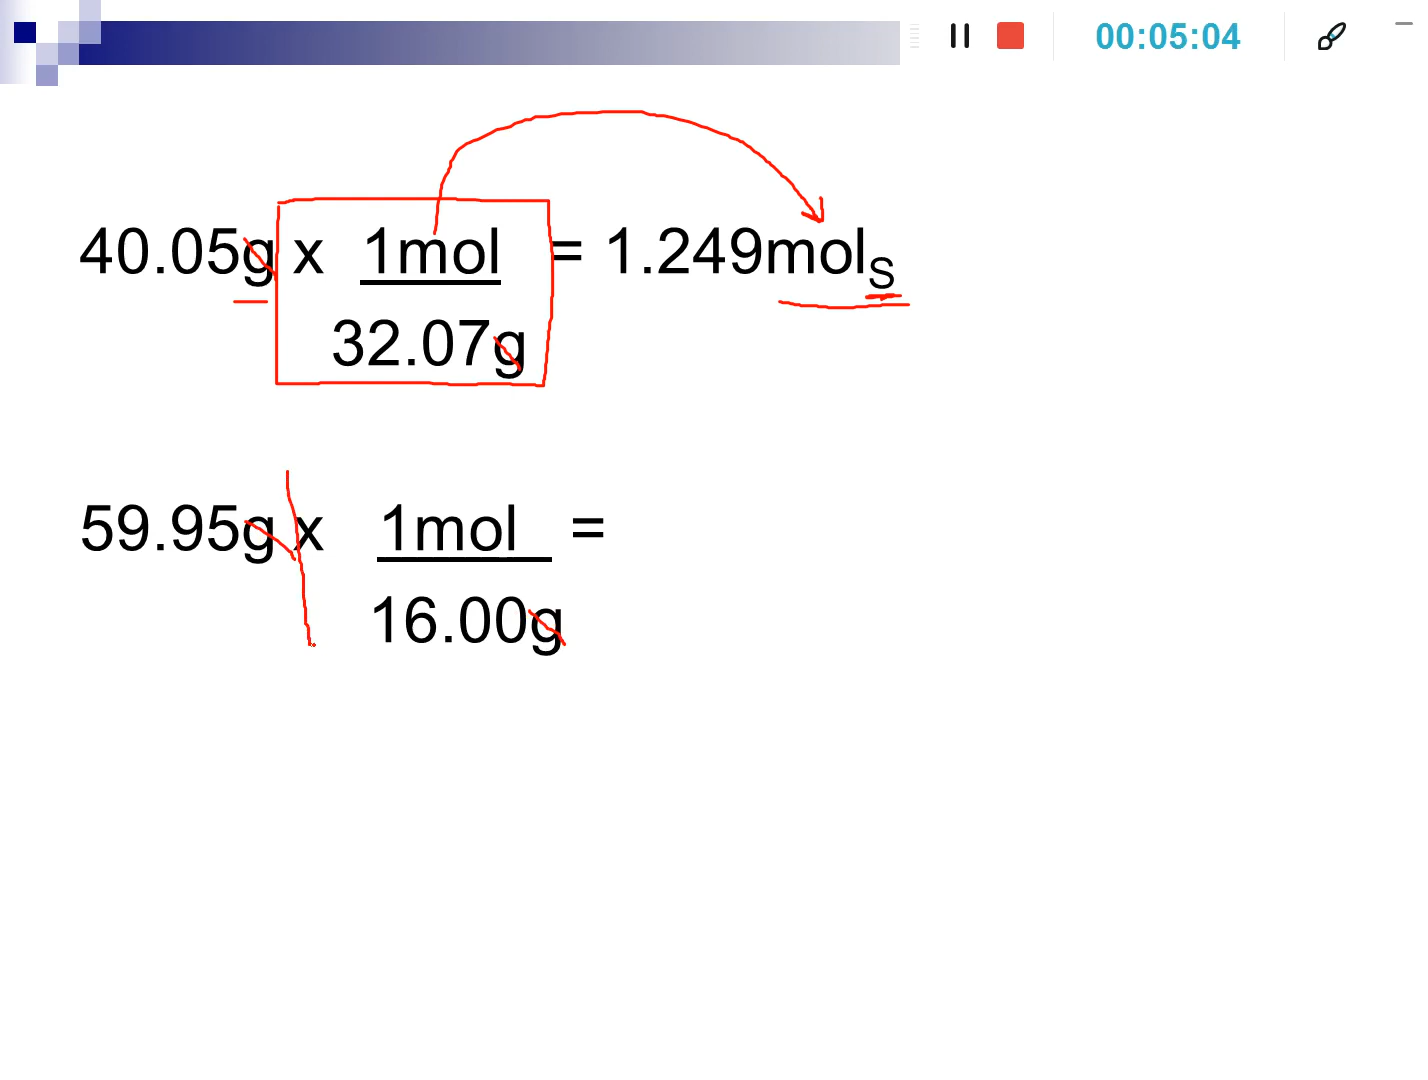 00:05:04
40.05g x 1mol = 1.249molS
32.07g
59.95g x 1mol =
16.00g